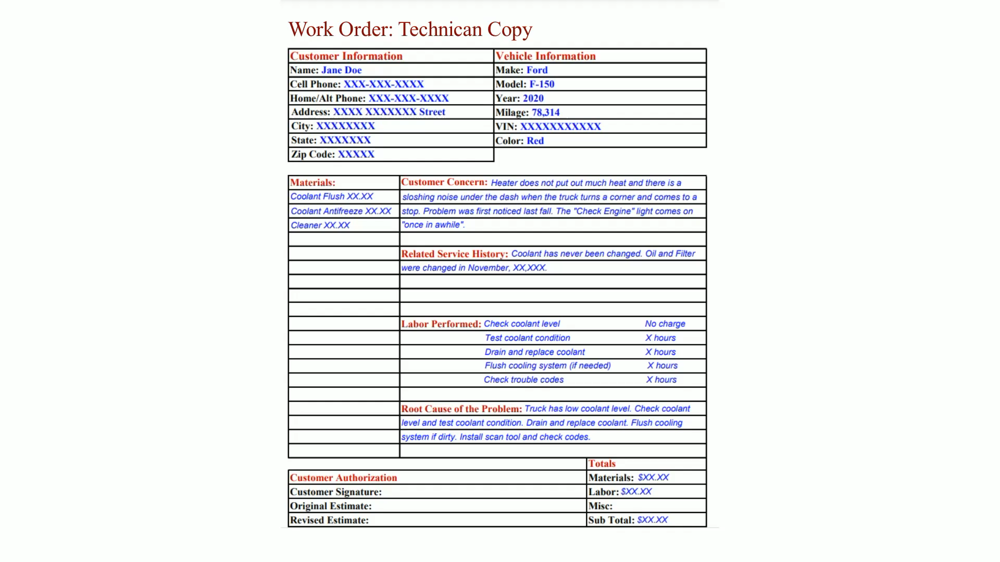 Work Order: Technican Copy
Customer Information
Name: Jane Doe
Cell Phone: XXX-XXX-XXXX
Home/Alt Phone: XXX-XXX-XXXX
Address: XXXX XXXXXXX Street
City: XXXXXXXX
State: XXXXXXX
Zip Code: XXXXX
Vehicle Information
Make: Ford
Model: F-150
Year: 2020
Milage: 78,314
VIN: XXXXXXXXXXX
Color: Red
Materials:
Coolant Flush XX.XX
Coolant Antifreeze XX.XX
Cleaner XX.XX
Customer Concern: Heater does not put out much heat and there is a
sloshing noise under the dash when the truck turns a corner and comes to a
stop. Problem was first noticed last fall. The "Check Engine" light comes on
"once in awhile".
Related Service History: Coolant has never been changed. Oil and Filter
were changed in November, XX,XXX.
Labor Performed: Check coolant level No charge
Test coolant condition X hours
Drain and replace coolant X hours
Flush cooling system (if needed) X hours
Check trouble codes X hours
Root Cause of the Problem: Truck has low coolant level. Check coolant
level and test coolant condition. Drain and replace coolant. Flush cooling
system if dirty. Install scan tool and check codes.
Customer Authorization
Customer Signature:
Original Estimate:
Revised Estimate:
Totals
Materials: $XX.XX
Labor: $XX.XX
Misc:
Sub Total: $XX.XX